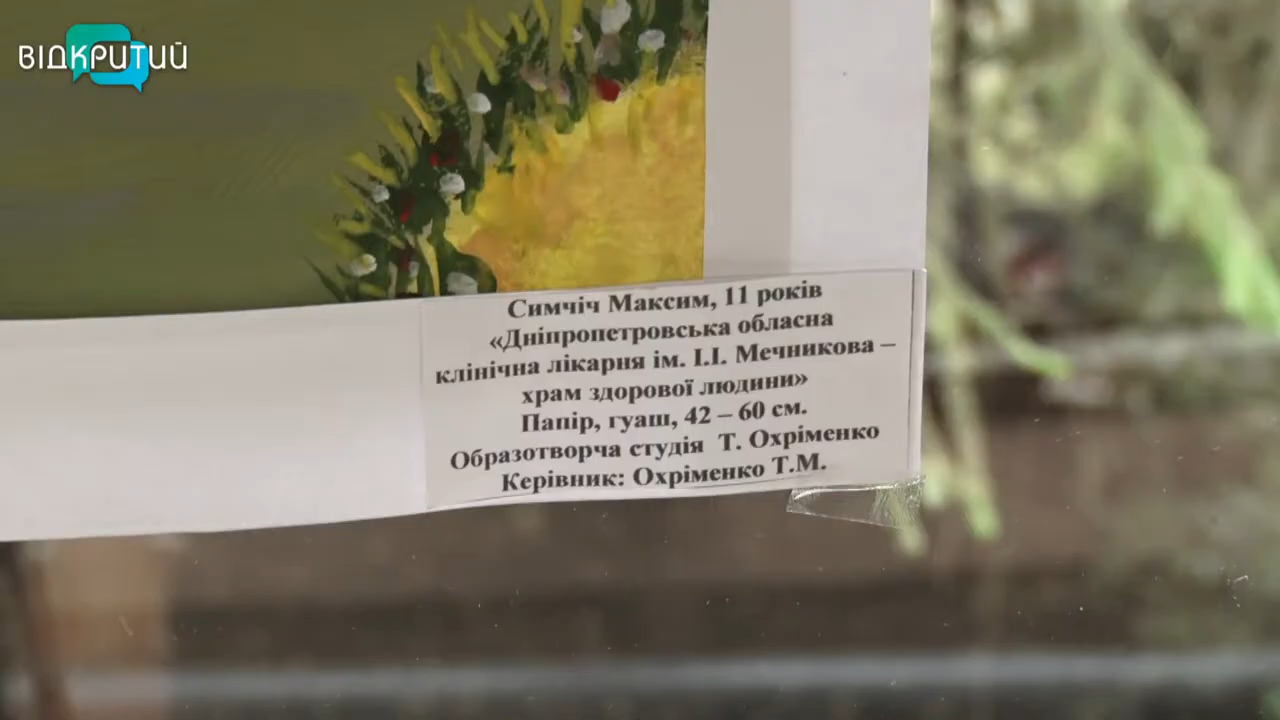 ВІДКРИТИЙ
Симчіч Максим, 11 років
«Дніпропетровська обласна
клінічна лікарня ім. І.І. Мечникова –
храм здорової людини»
Папір, гуаш, 42 – 60 см.
Образотворча студія Т. Охріменко
Керівник: Охріменко Т.М.